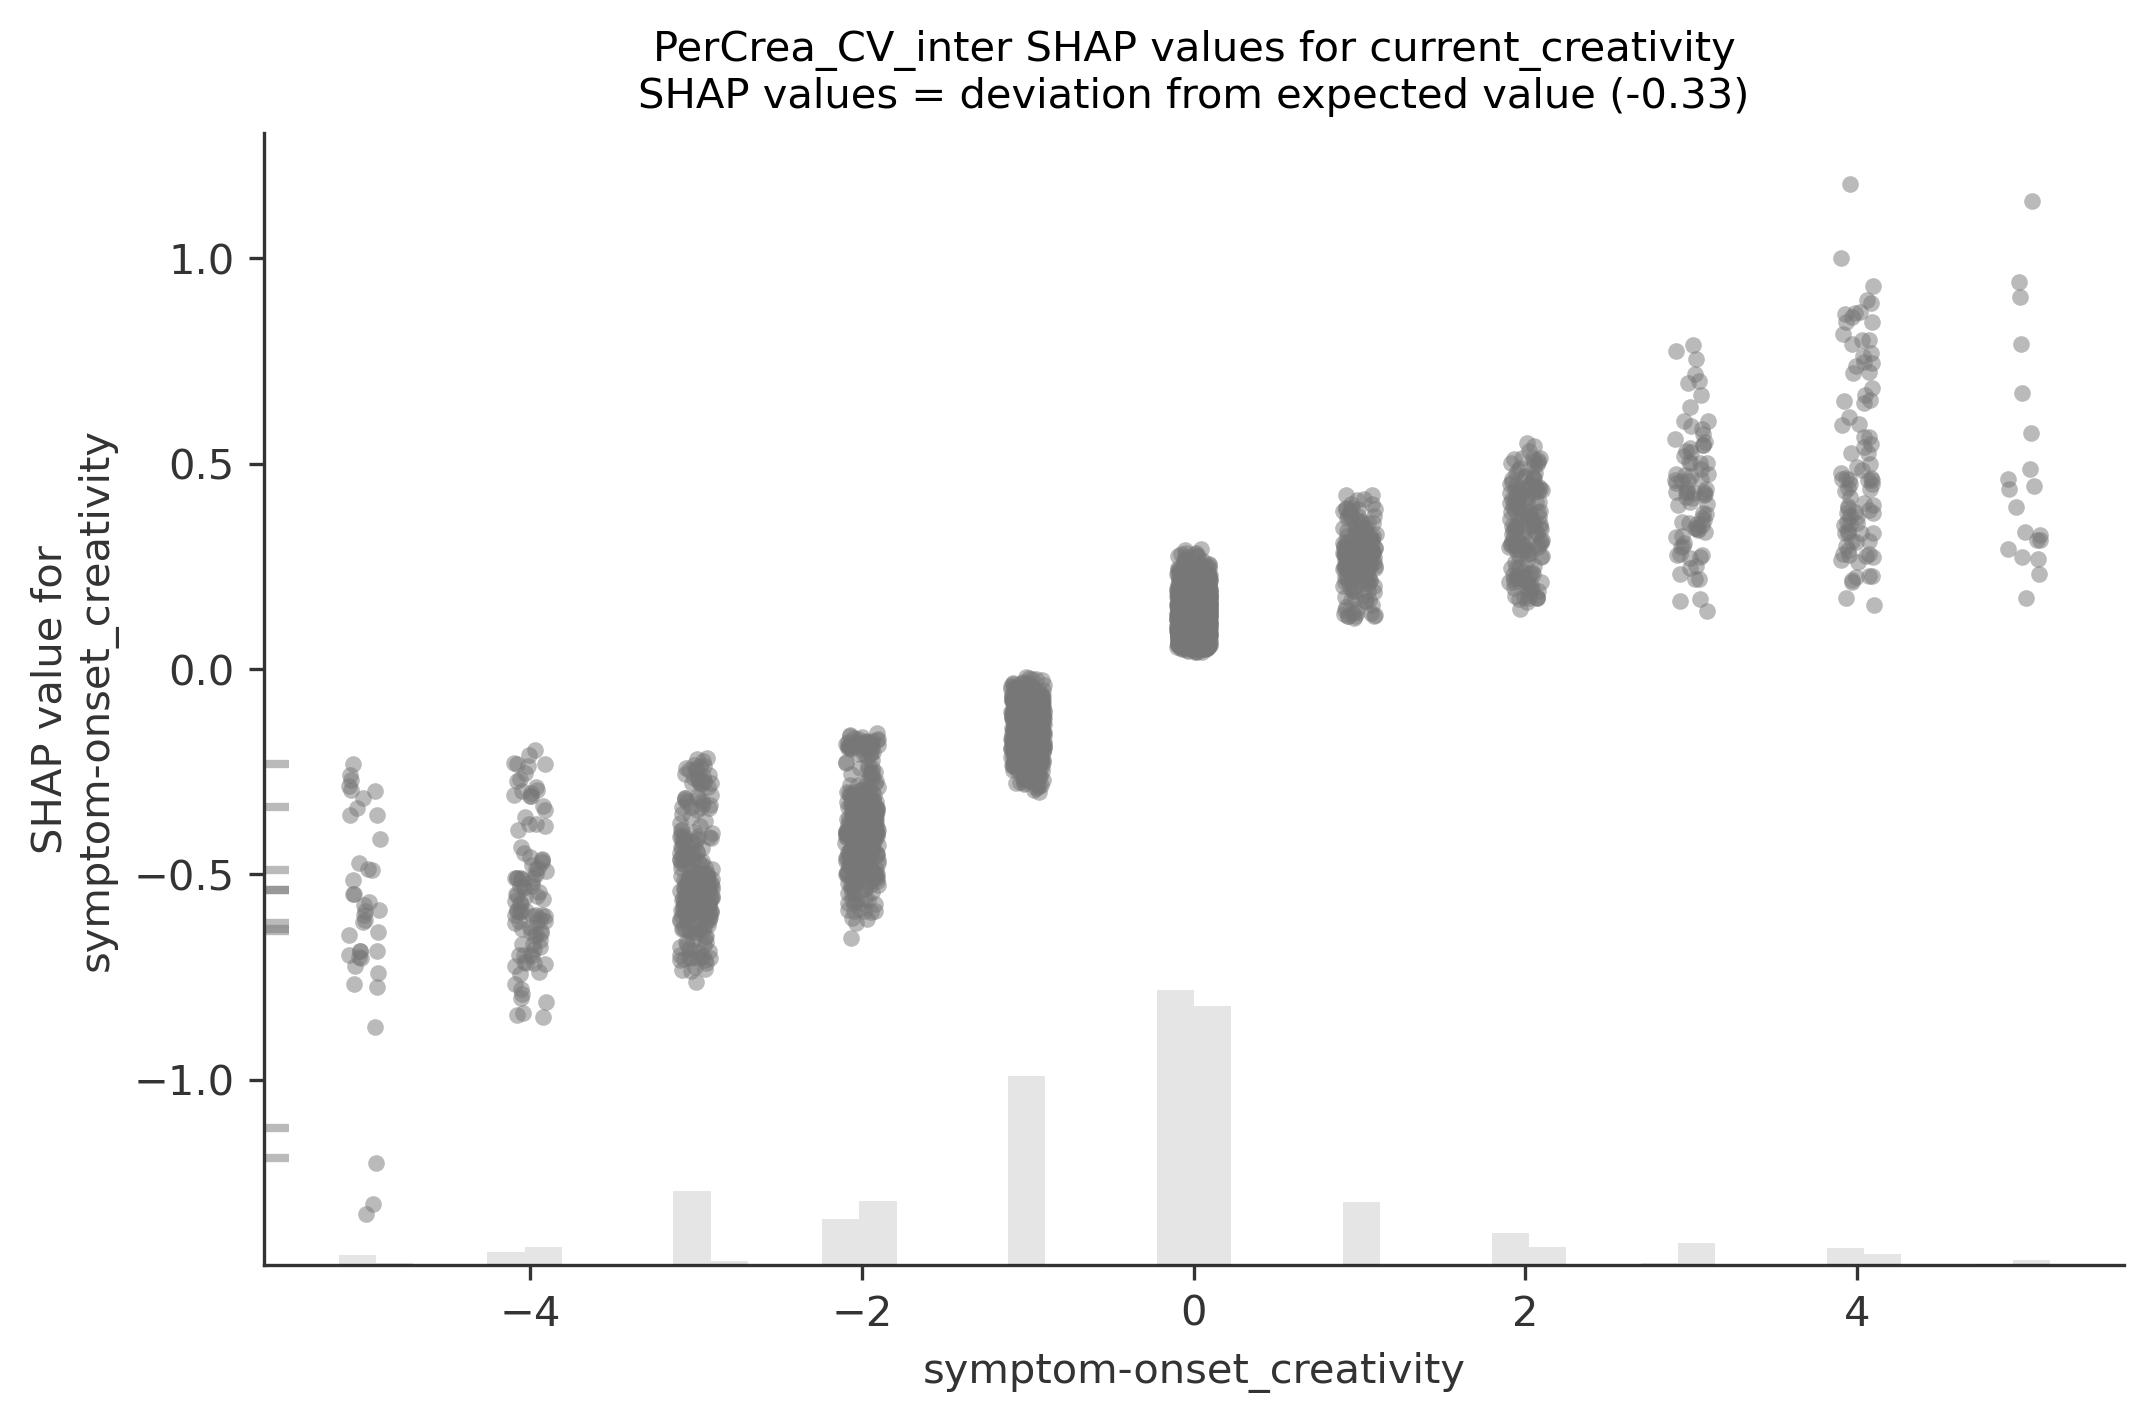 PerCrea_CV_inter SHAP values for current_creativity
SHAP values = deviation from expected value (-0.33)
SHAP value for
symptom-onset_creativity
1.0
0.5
0.0
−0.5
−1.0
−4
−2
0
2
4
symptom-onset_creativity